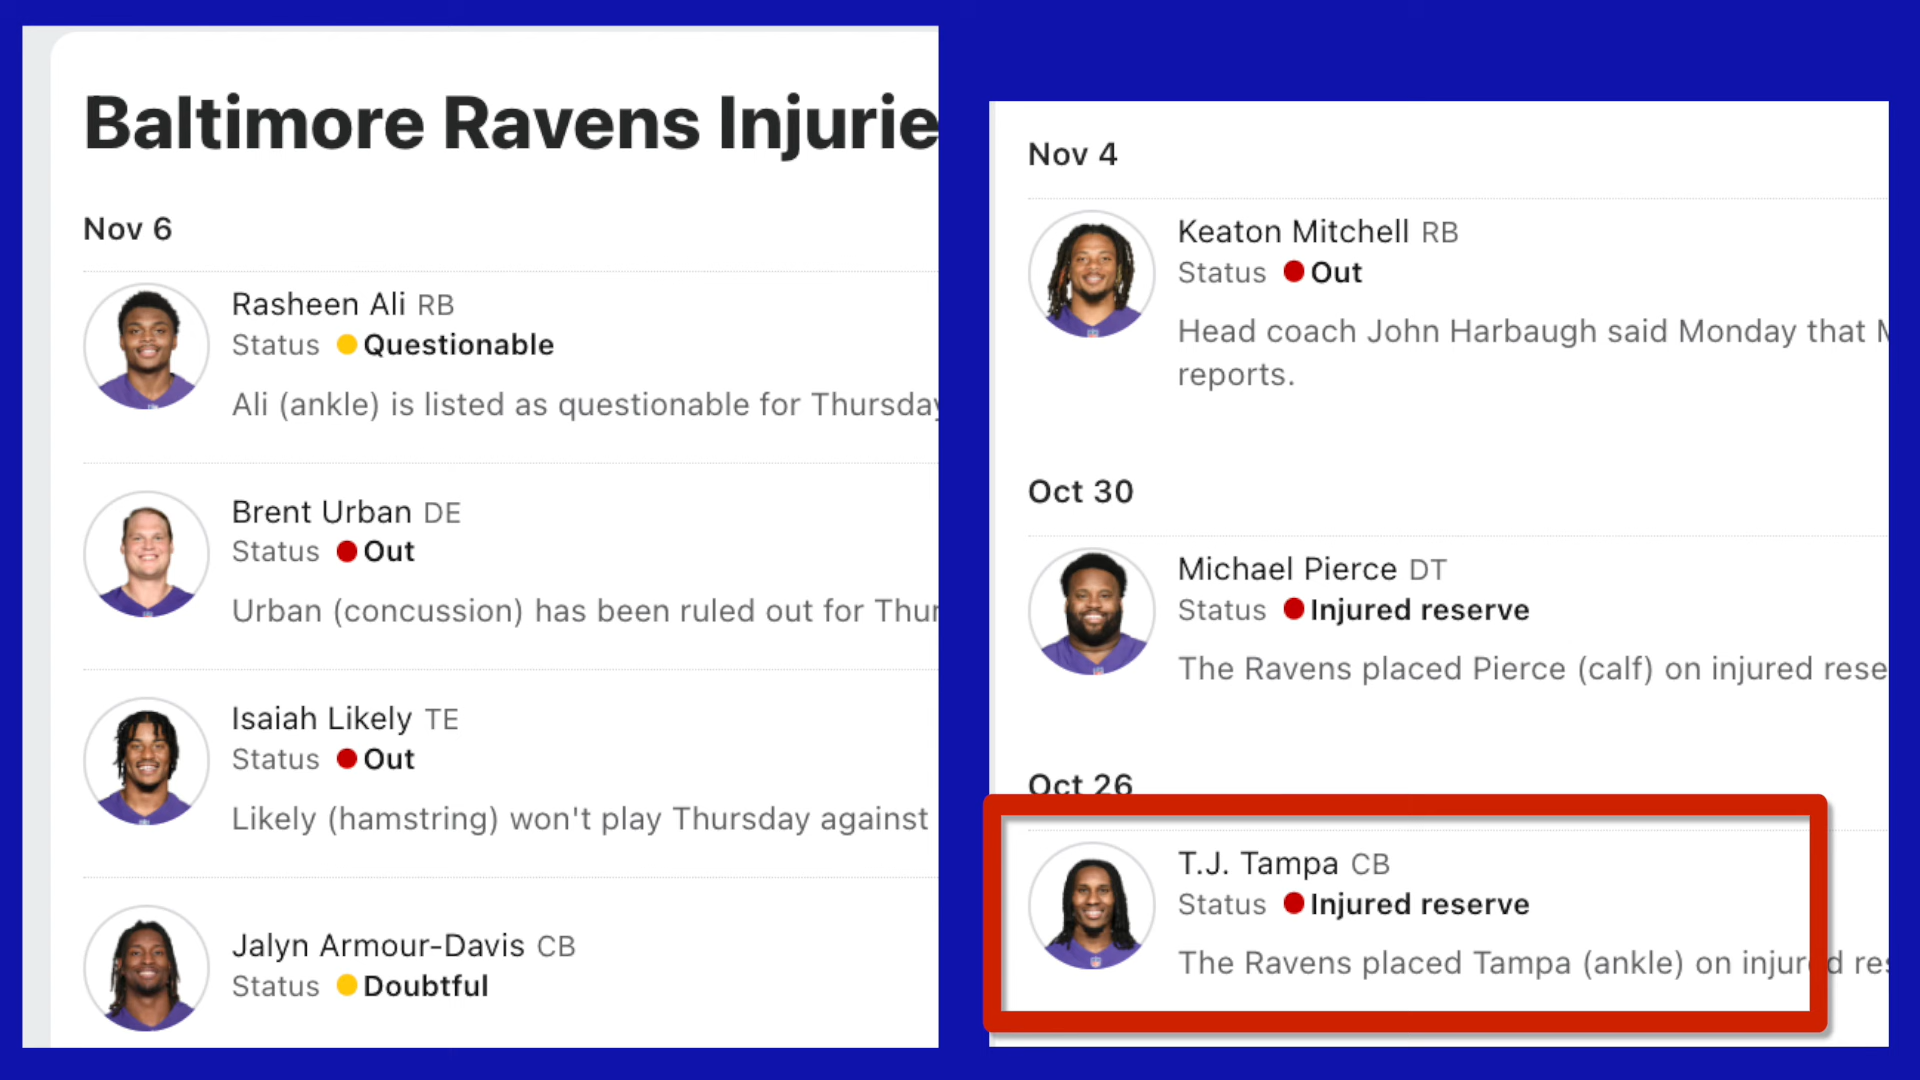 Baltimore Ravens Injurie
Nov 6
Rasheen Ali RB
Status Questionable
Ali (ankle) is listed as questionable for Thursday
Brent Urban DE
Status Out
Urban (concussion) has been ruled out for Thur
Isaiah Likely TE
Status Out
Likely (hamstring) won't play Thursday against
Jalyn Armour-Davis CB
Status Doubtful
Nov 4
Keaton Mitchell RB
Status Out
Head coach John Harbaugh said Monday that M
reports.
Oct 30
Michael Pierce DT
Status Injured reserve
The Ravens placed Pierce (calf) on injured rese
Oct 26
T.J. Tampa CB
Status Injured reserve
The Ravens placed Tampa (ankle) on injured res